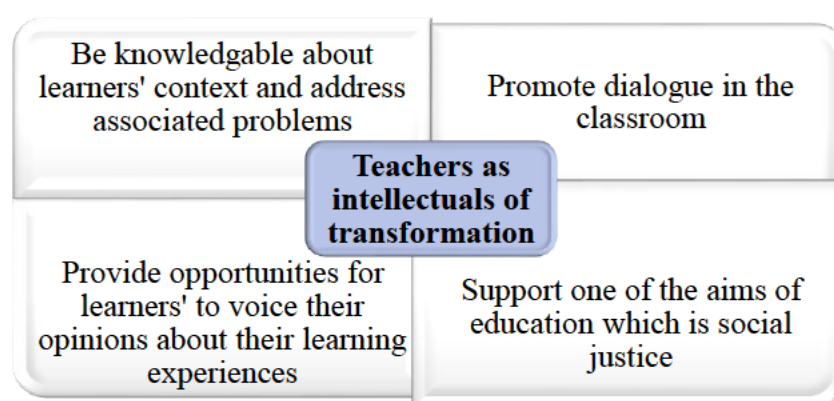 Be knowledgable about
learners' context and address
associated problems
Promote dialogue in the
classroom
Teachers as
intellectuals of
transformation
Provide opportunities for
learners' to voice their
opinions about their learning
experiences
Support one of the aims of
education which is social
justice